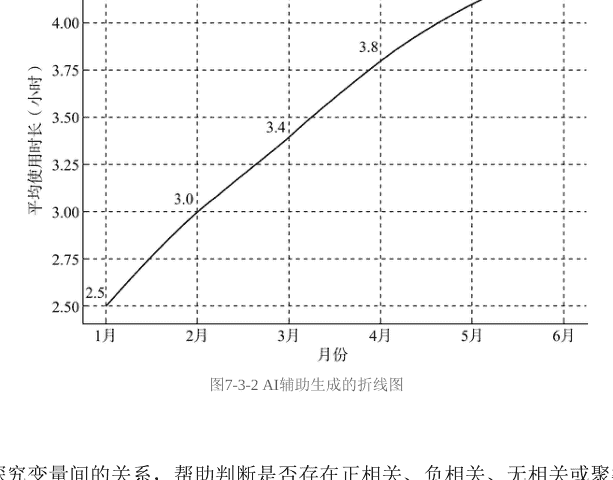 4.00
3.8
3.75
3.50
3.4
3.25
3.0
3.00
2.75
2.5
2.50
平均使用时长（小时）
1月 2月 3月 4月 5月 6月
月份
图7-3-2 AI辅助生成的折线图
究变量间的关系，帮助判断是否存在正相关、负相关、无相关或聚